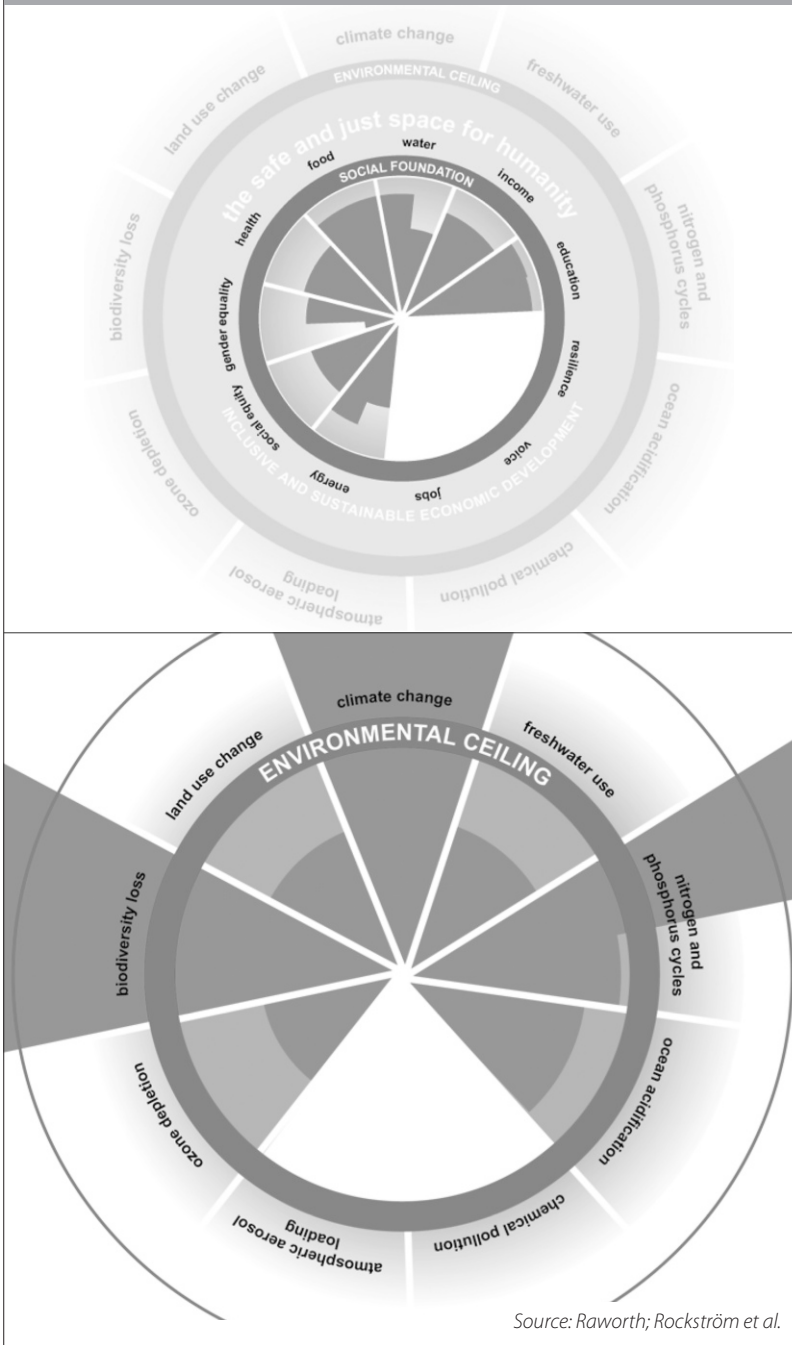 climate change
ENVIRONMENTAL CEILING
land use change
freshwater use
the safe and just space for humanity
water
food
SOCIAL FOUNDATION
income
health
education
biodiversity loss
nitrogen and
phosphorus cycles
gender equality
resilience
social equity
voice
energy
jobs
INCLUSIVE AND SUSTAINABLE ECONOMIC DEVELOPMENT
ozone depletion
ocean acidification
atmospheric aerosol
loading
chemical pollution
climate change
ENVIRONMENTAL CEILING
land use change
freshwater use
biodiversity loss
nitrogen and
phosphorus cycles
ozone depletion
ocean acidification
atmospheric aerosol
loading
chemical pollution
Source: Raworth; Rockström et al.